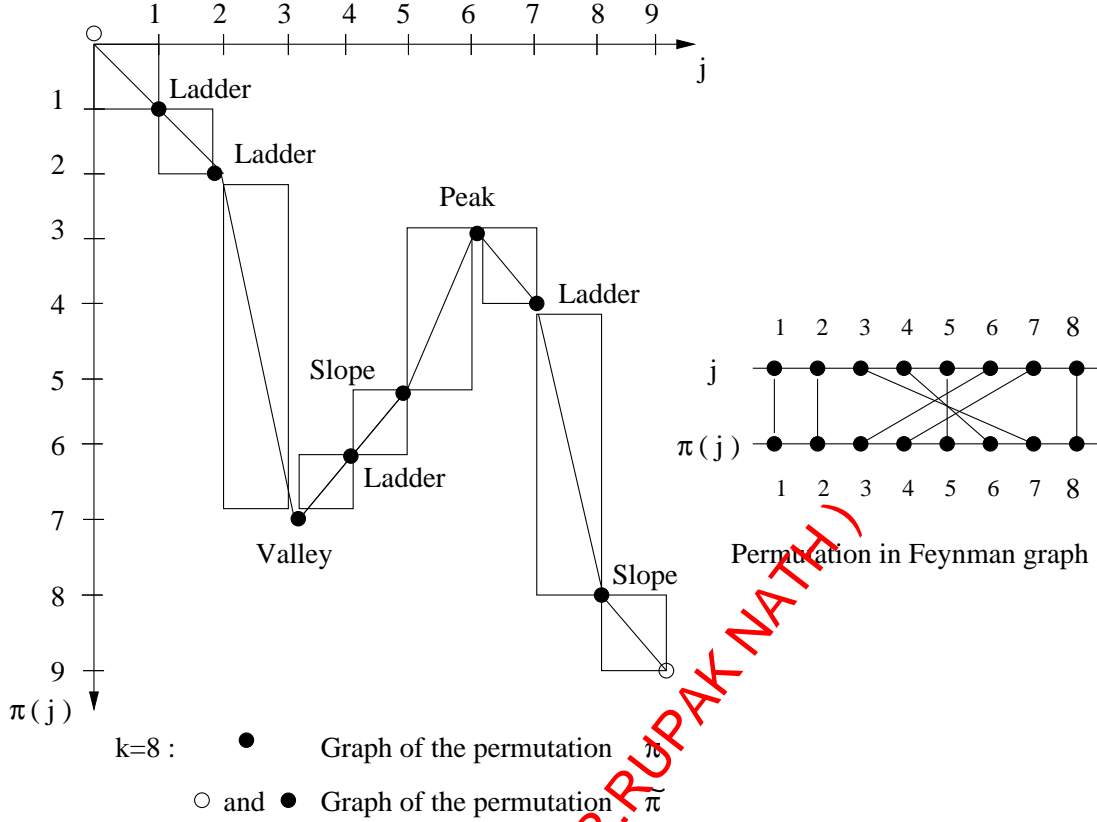 1 2 3 4 5 6 7 8 9
j
Ladder
1
Ladder
2
Peak
3
Ladder
4
1 2 3 4 5 6 7 8
j
Slope
5
6
π ( j )
Ladder
1 2 3 4 5 6 7 8
7
Valley
Permutation in Feynman graph
Slope
8
9
π ( j )
k=8 : ● Graph of the permutation π
○ and ● Graph of the permutation π̃
.RUPAK NATH )